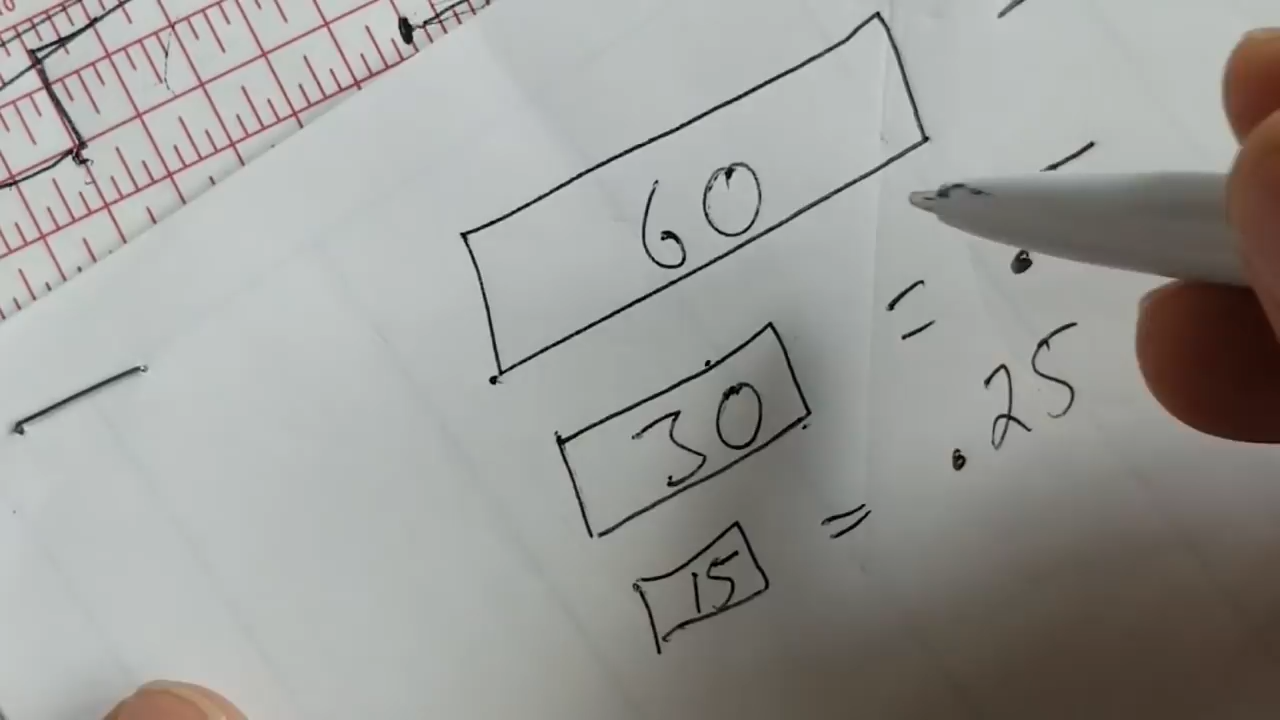 60
30 = .
15 = .25